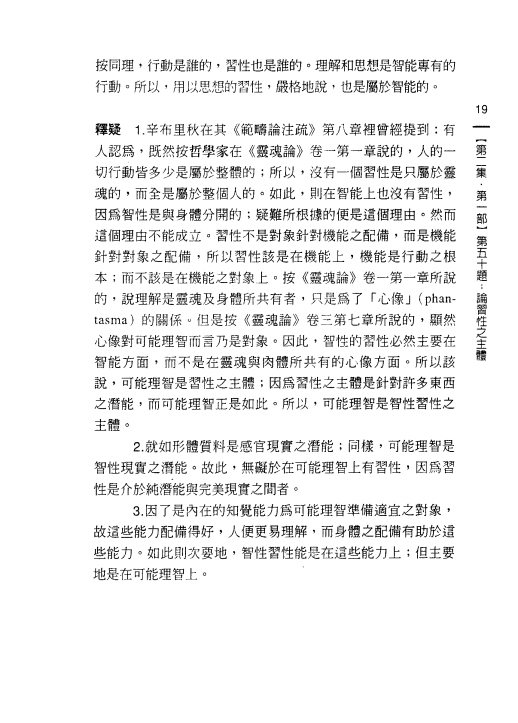 按同理，行動是誰的，習性也是誰的。理解和思想是智能專有的
行動。所以，用以思想的習性，嚴格地說，也是屬於智能的。
釋疑　1.辛布里秋在其《範疇論注疏》第八章裡曾經提到：有
人認爲，既然按哲學家在《靈魂論》卷一第一章說的，人的一
切行動皆多少是屬於整體的；所以，沒有一個習性是只屬於靈
魂的，而全是屬於整個人的。如此，則在智能上也沒有習性，
因爲智性是與身體分開的；疑難所根據的便是這個理由。然而
這個理由不能成立。習性不是對象針對機能之配備，而是機能
針對對象之配備，所以習性該是在機能上，機能是行動之根
本；而不該是在機能之對象上。按《靈魂論》卷一第一章所說
的，說理解是靈魂及身體所共有者，只是爲了「心像」（phan-
tasma）的關係。但是按《靈魂論》卷三第七章所說的，顯然
心像對可能理智而言乃是對象。因此，智性的習性必然主要在
智能方面，而不是在靈魂與肉體所共有的心像方面。所以該
說，可能理智是習性之主體；因爲習性之主體是針對許多東西
之潛能，而可能理智正是如此。所以，可能理智是智性習性之
主體。
2.就如形體質料是感官現實之潛能；同樣，可能理智是
智性現實之潛能。故此，無礙於在可能理智上有習性，因爲習
性是介於純潛能與完美現實之間者。
3.因了是內在的知覺能力爲可能理智準備適宜之對象，
故這些能力配備得好，人便更易理解，而身體之配備有助於這
些能力。如此則次要地，智性習性能是在這些能力上；但主要
地是在可能理智上。
19
【第二集．第一部】第五十題：論習性之主體